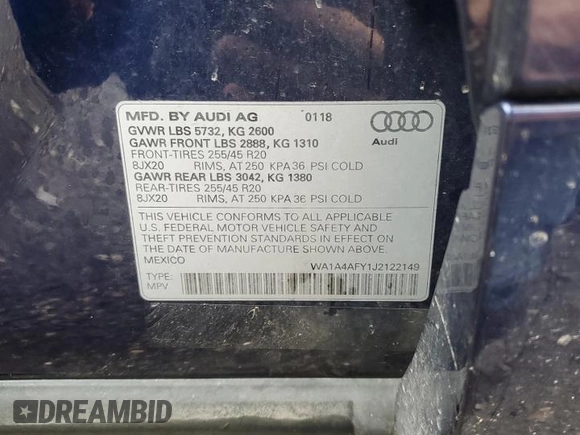 MFD. BY AUDI AG 0118
GVWR LBS 5732, KG 2600
GAWR FRONT LBS 2888, KG 1310
FRONT-TIRES 255/45 R20
8JX20 RIMS, AT 250 KPA 36 PSI COLD
GAWR REAR LBS 3042, KG 1380
REAR-TIRES 255/45 R20
8JX20 RIMS, AT 250 KPA 36 PSI COLD
Audi
THIS VEHICLE CONFORMS TO ALL APPLICABLE
U.S. FEDERAL MOTOR VEHICLE SAFETY AND
THEFT PREVENTION STANDARDS IN EFFECT ON
THE DATE OF MANUFACTURE SHOWN ABOVE.
MEXICO WA1A4AFY1J2122149
TYPE:
MPV
DREAMBID